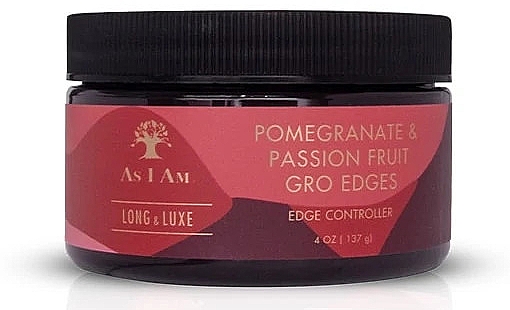 AS I AM
LONG & LUXE
POMEGRANATE &
PASSION FRUIT
GRO EDGES
EDGE CONTROLLER
4 OZ ( 137 g)